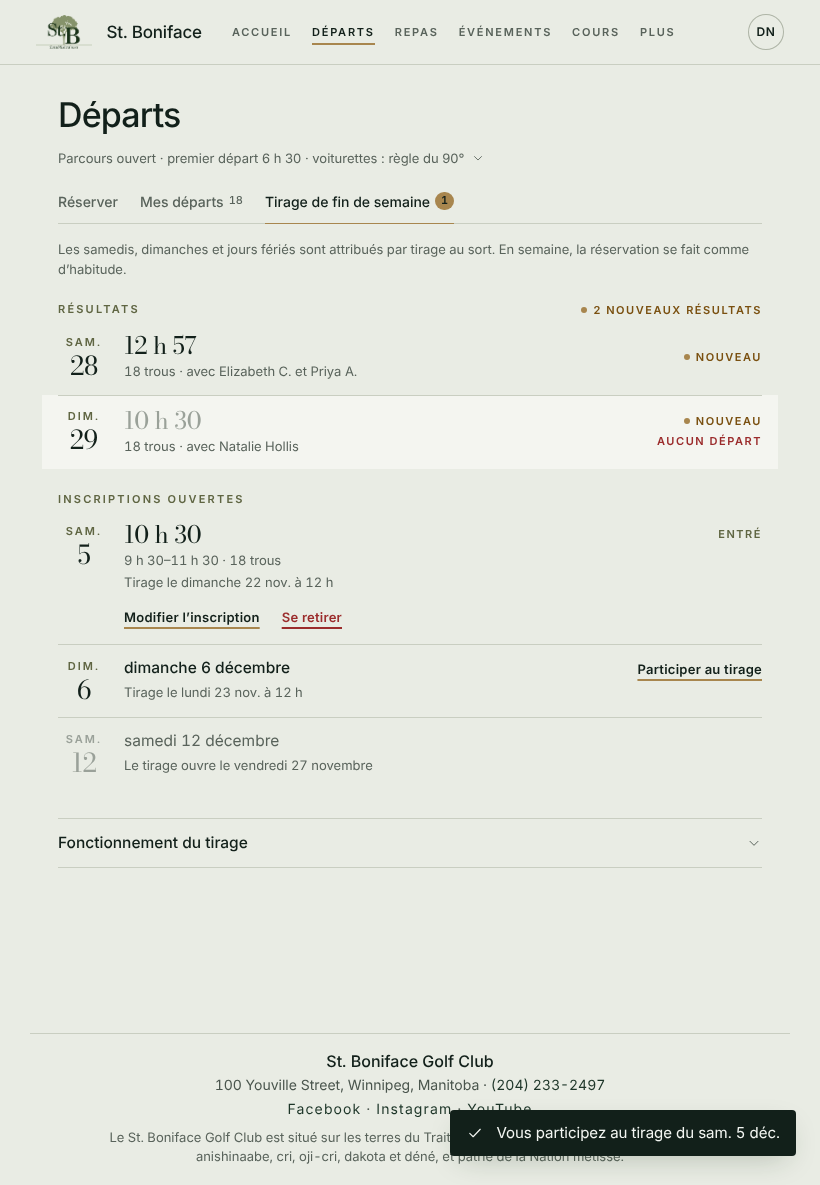 St. Boniface
ACCUEIL
DÉPARTS
REPAS
ÉVÉNEMENTS
COURS
PLUS
DN
Départs
Parcours ouvert · premier départ 6 h 30 · voiturettes : règle du 90°
Réserver
Mes départs 18
Tirage de fin de semaine 1
Les samedis, dimanches et jours fériés sont attribués par tirage au sort. En semaine, la réservation se fait comme
d’habitude.
RÉSULTATS
2 NOUVEAUX RÉSULTATS
SAM.
28
12 h 57
18 trous · avec Elizabeth C. et Priya A.
NOUVEAU
DIM.
29
10 h 30
18 trous · avec Natalie Hollis
NOUVEAU
AUCUN DÉPART
INSCRIPTIONS OUVERTES
SAM.
5
10 h 30
9 h 30–11 h 30 · 18 trous
Tirage le dimanche 22 nov. à 12 h
ENTRÉ
Modifier l’inscription
Se retirer
DIM.
6
dimanche 6 décembre
Tirage le lundi 23 nov. à 12 h
Participer au tirage
SAM.
12
samedi 12 décembre
Le tirage ouvre le vendredi 27 novembre
Fonctionnement du tirage
St. Boniface Golf Club
100 Youville Street, Winnipeg, Manitoba · (204) 233-2497
Facebook · Instagram · YouTube
Le St. Boniface Golf Club est situé sur les terres du
anishinaabe, cri, oji-cri, dakota et déné, et patrie de la Nation métisse.
Vous participez au tirage du sam. 5 déc.